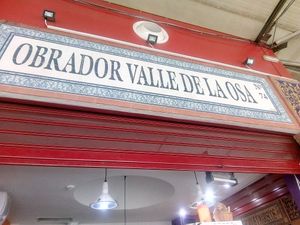 OBRADOR VALLE DE LA OSA